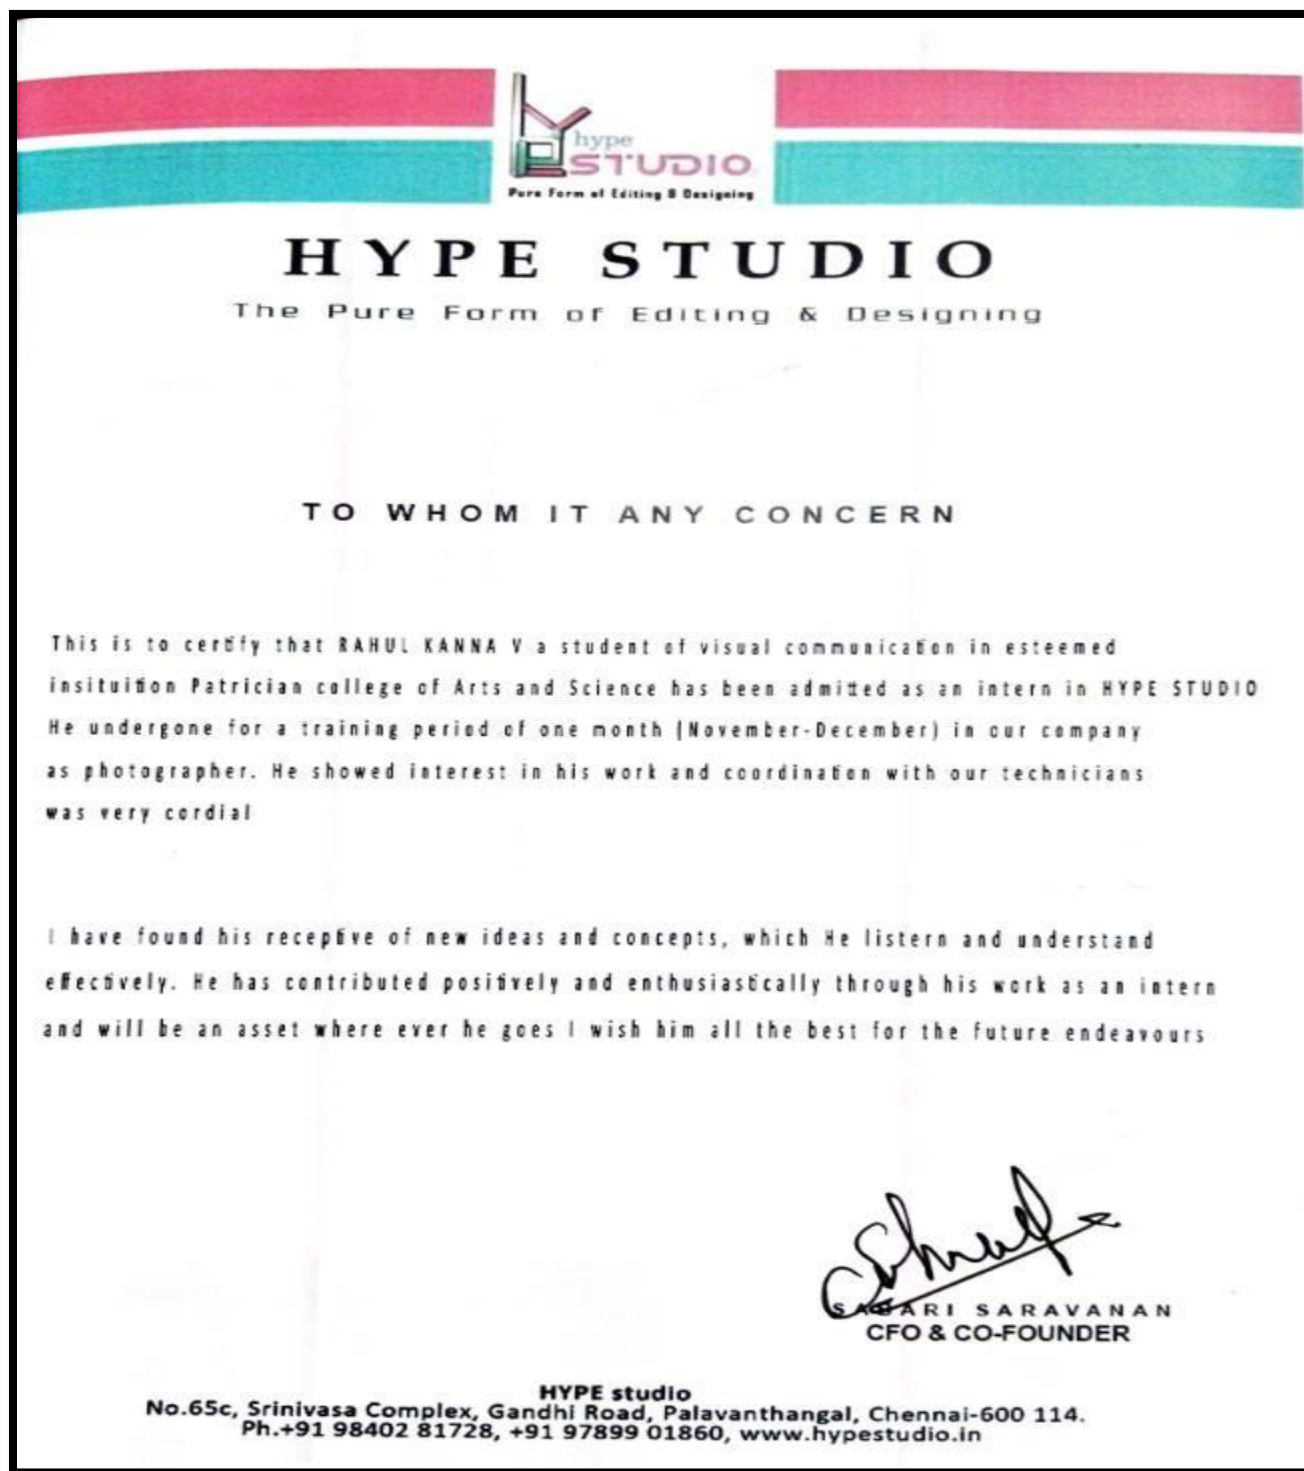 hype
STUDIO
Pure Form of Editing & Designing
HYPE STUDIO
The Pure Form of Editing & Designing
TO WHOM IT ANY CONCERN
This is to certify that RAHUL KANNA V a student of visual communication in esteemed
insituition Patrician college of Arts and Science has been admitted as an intern in HYPE STUDIO
He undergone for a training period of one month (November-December) in our company
as photographer. He showed interest in his work and coordination with our technicians
was very cordial
I have found his receptive of new ideas and concepts, which He listern and understand
effectively. He has contributed positively and enthusiastically through his work as an intern
and will be an asset where ever he goes I wish him all the best for the future endeavours
SABARI SARAVANAN
CFO & CO-FOUNDER
HYPE studio
No.65c, Srinivasa Complex, Gandhi Road, Palavanthangal, Chennai-600 114.
Ph.+91 98402 81728, +91 97899 01860, www.hypestudio.in